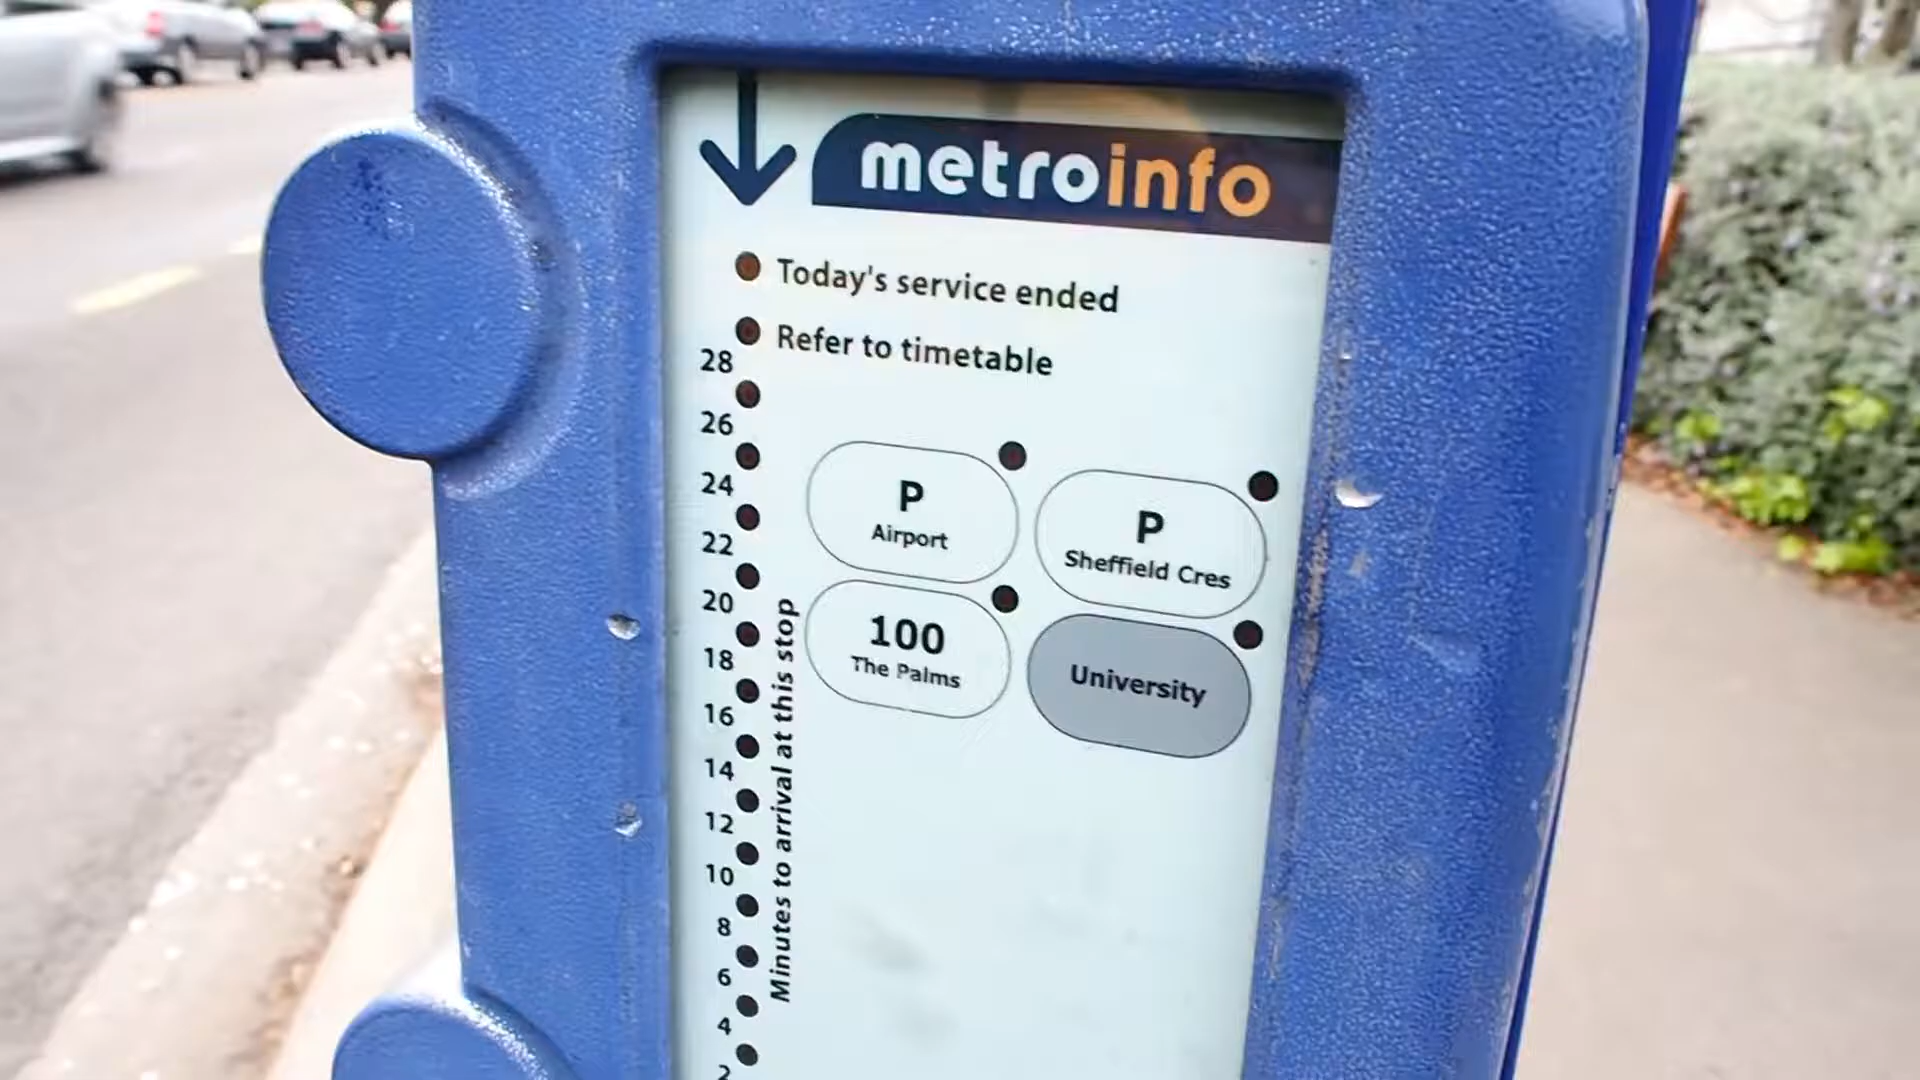 metroinfo
Today's service ended
Refer to timetable
28
26
24
22
20
18
16
14
12
10
8
6
4
2
Minutes to arrival at this stop
P
Airport
P
Sheffield Cres
100
The Palms
University